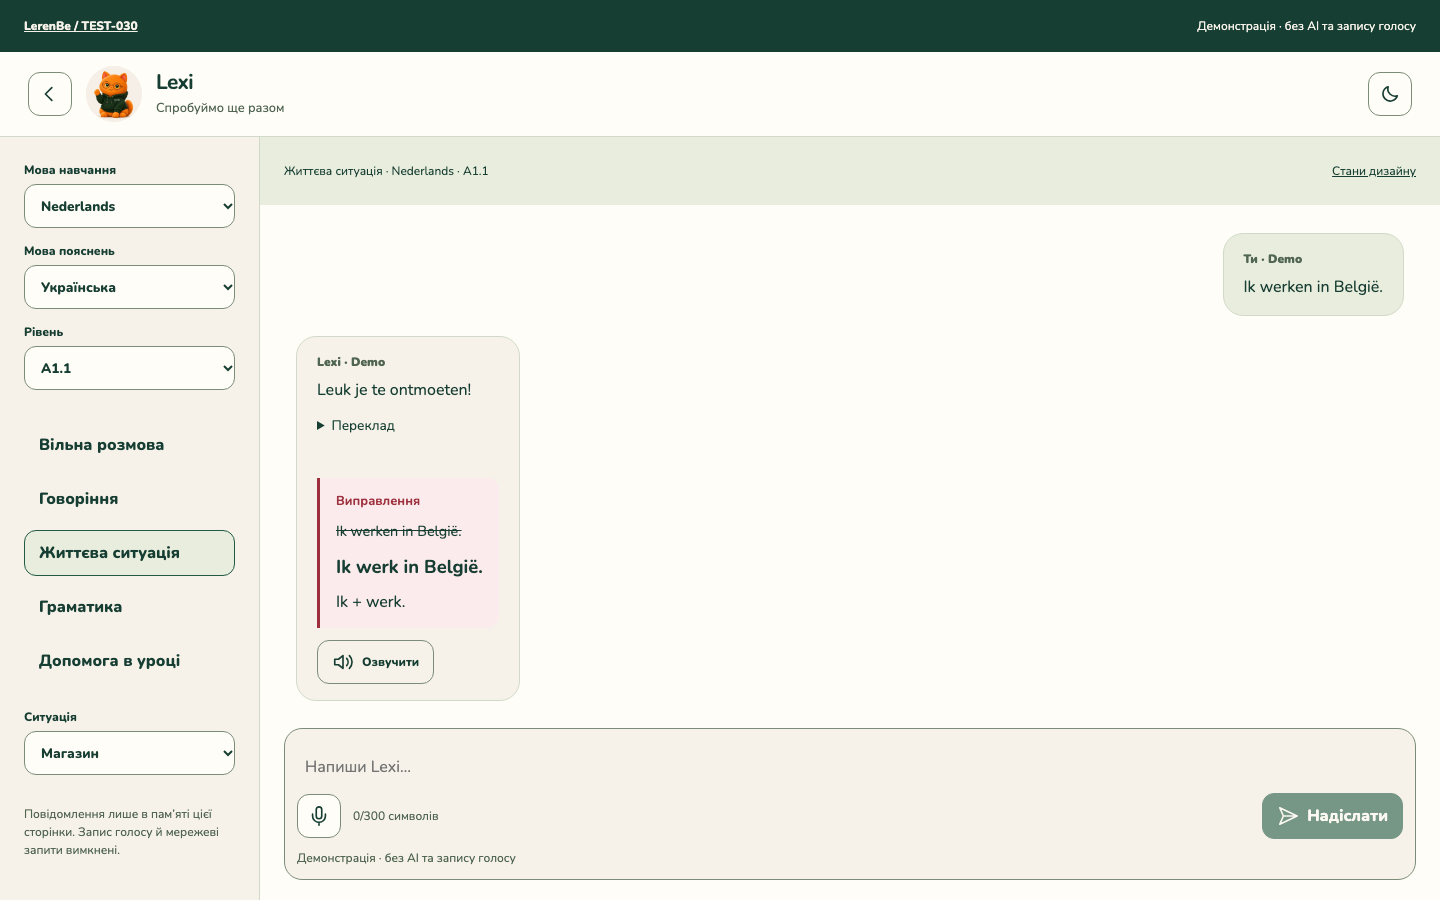 LerenBe / TEST-030
Демонстрація · без AI та запису голосу
Lexi
Спробуймо ще разом
Мова навчання
Nederlands
Мова пояснень
Українська
Рівень
A1.1
Вільна розмова
Говоріння
Життєва ситуація
Граматика
Допомога в уроці
Ситуація
Магазин
Повідомлення лише в пам'яті цієї
сторінки. Запис голосу й мережеві
запити вимкнені.
Життєва ситуація · Nederlands · A1.1
Стани дизайну
Ти · Demo
Ik werken in België.
Lexi · Demo
Leuk je te ontmoeten!
Переклад
Виправлення
Ik werken in België.
Ik werk in België.
Ik + werk.
Озвучити
Напиши Lexi...
0/300 символів
Надіслати
Демонстрація · без AI та запису голосу